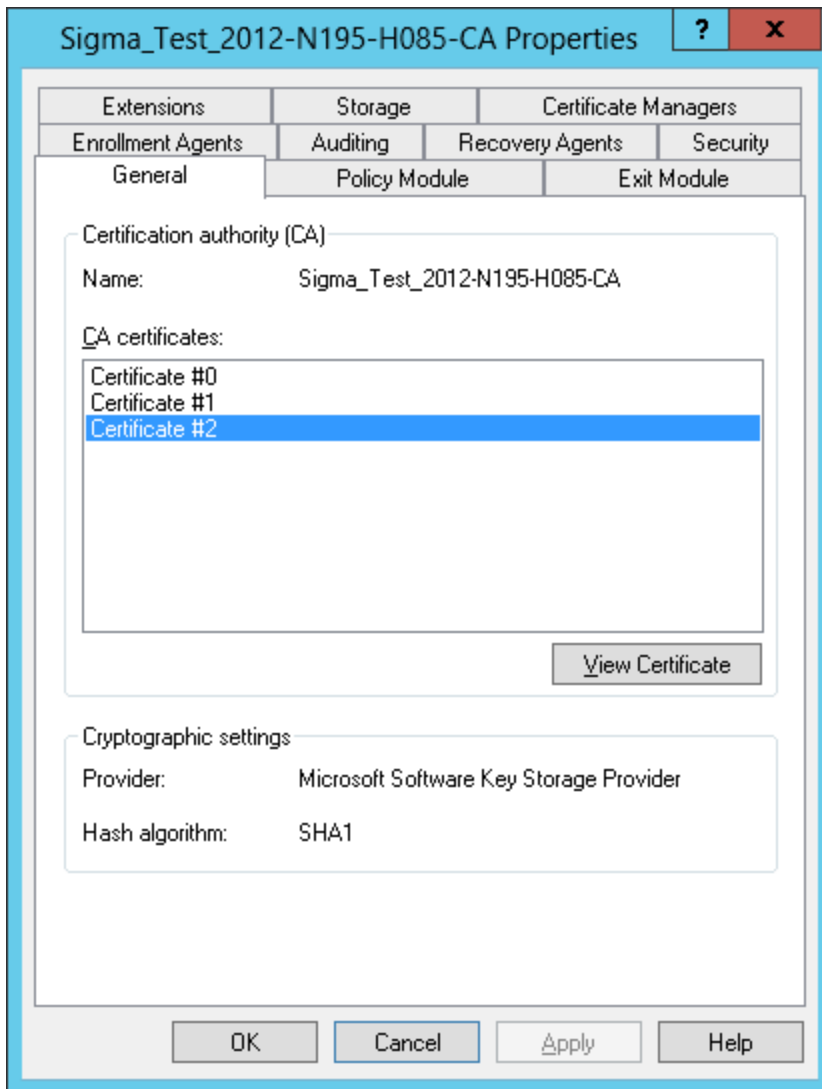 Sigma_Test_2012-N195-H085-CA Properties ? x
Extensions Storage Certificate Managers
Enrollment Agents Auditing Recovery Agents Security
General Policy Module Exit Module
Certification authority (CA)
Name: Sigma_Test_2012-N195-H085-CA
CA certificates:
Certificate #0
Certificate #1
Certificate #2
View Certificate
Cryptographic settings
Provider: Microsoft Software Key Storage Provider
Hash algorithm: SHA1
OK Cancel Apply Help